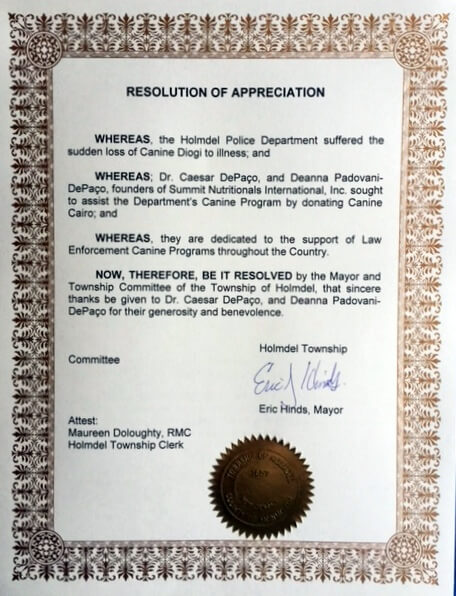 RESOLUTION OF APPRECIATION
WHEREAS, the Holmdel Police Department suffered the
sudden loss of Canine Diogi to illness; and
WHEREAS; Dr. Caesar DePaço, and Deanna Padovani-
DePaço, founders of Summit Nutritionals International, Inc. sought
to assist the Department's Canine Program by donating Canine
Cairo; and
WHEREAS, they are dedicated to the support of Law
Enforcement Canine Programs throughout the Country.
NOW, THEREFORE, BE IT RESOLVED by the Mayor and
Township Committee of the Township of Holmdel, that sincere
thanks be given to Dr. Caesar DePaço, and Deanna Padovani-
DePaço for their generosity and benevolence.
Holmdel Township
Committee
Eric J Hinds
Eric Hinds, Mayor
Attest:
Maureen Doloughty, RMC
Holmdel Township Clerk